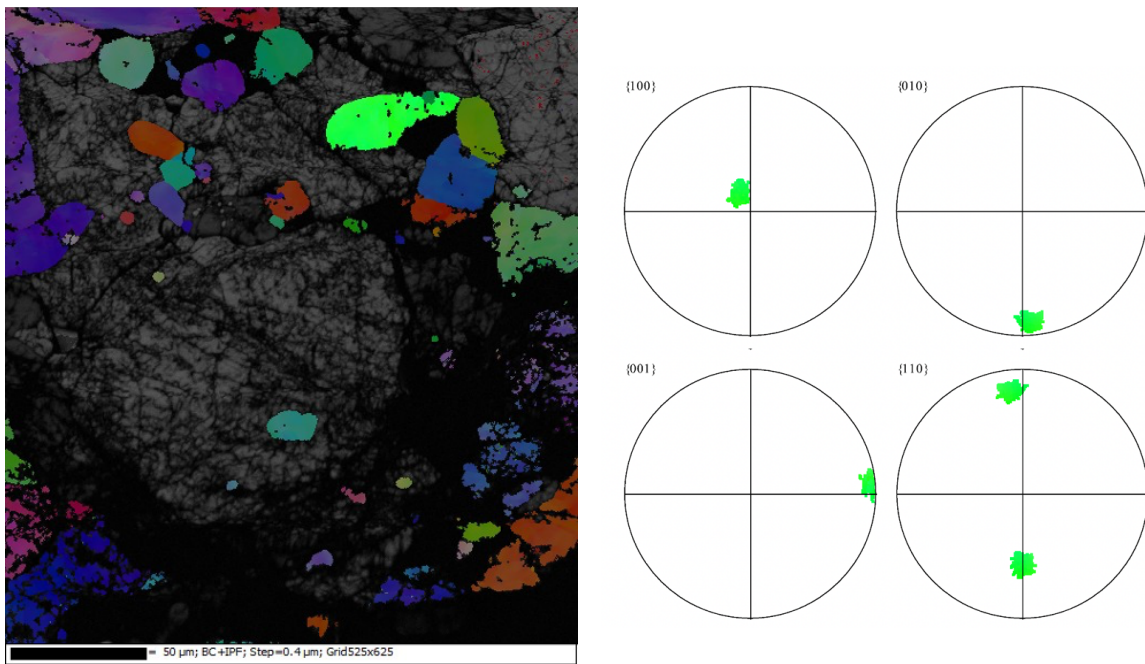 {100}
{010}
{001}
{110}
= 50 µm; BC+IPF; Step=0.4 µm; Grid525x625